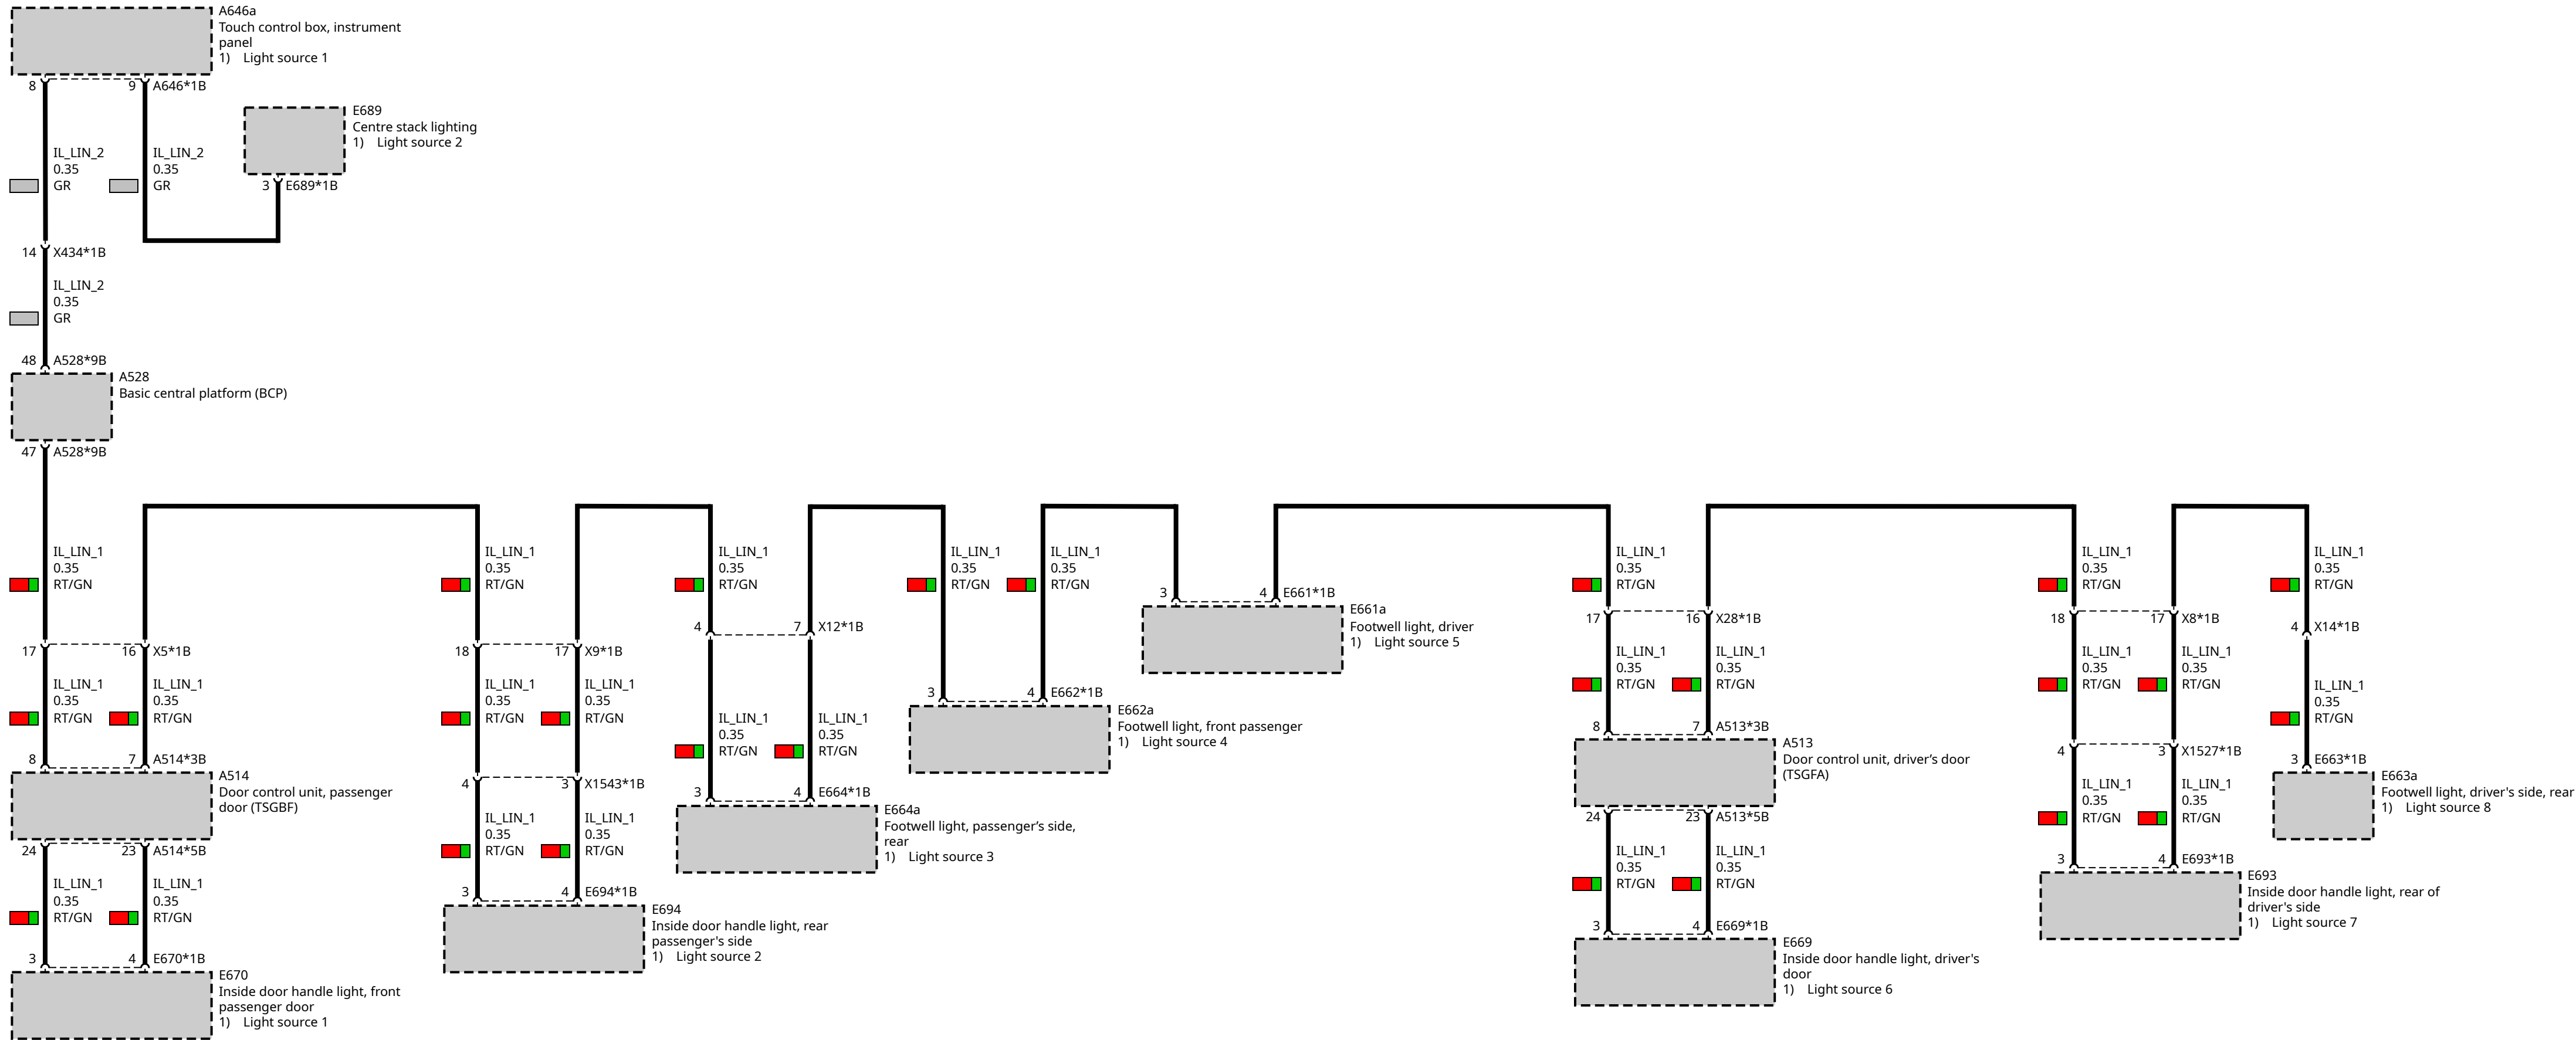 A646a
Touch control box, instrument
panel
1) Light source 1
8
9 A646*1B
E689
Centre stack lighting
1) Light source 2
IL_LIN_2
0.35
GR
IL_LIN_2
0.35
GR
3 E689*1B
14 X434*1B
IL_LIN_2
0.35
GR
48 A528*9B
A528
Basic central platform (BCP)
47 A528*9B
IL_LIN_1
0.35
RT/GN
17
16 X5*1B
IL_LIN_1
0.35
RT/GN
IL_LIN_1
0.35
RT/GN
8
7 A514*3B
A514
Door control unit, passenger
door (TSGBF)
24
23 A514*5B
IL_LIN_1
0.35
RT/GN
IL_LIN_1
0.35
RT/GN
3
4 E670*1B
E670
Inside door handle light, front
passenger door
1) Light source 1
IL_LIN_1
0.35
RT/GN
18
17 X9*1B
IL_LIN_1
0.35
RT/GN
IL_LIN_1
0.35
RT/GN
4
3 X1543*1B
IL_LIN_1
0.35
RT/GN
IL_LIN_1
0.35
RT/GN
3
4 E694*1B
E694
Inside door handle light, rear
passenger's side
1) Light source 2
IL_LIN_1
0.35
RT/GN
4
7 X12*1B
IL_LIN_1
0.35
RT/GN
IL_LIN_1
0.35
RT/GN
3
4 E664*1B
E664a
Footwell light, passenger’s side,
rear
1) Light source 3
IL_LIN_1
0.35
RT/GN
IL_LIN_1
0.35
RT/GN
3
4 E662*1B
E662a
Footwell light, front passenger
1) Light source 4
3
4 E661*1B
E661a
Footwell light, driver
1) Light source 5
IL_LIN_1
0.35
RT/GN
17
16 X28*1B
IL_LIN_1
0.35
RT/GN
IL_LIN_1
0.35
RT/GN
8
7 A513*3B
A513
Door control unit, driver’s door
(TSGFA)
24
23 A513*5B
IL_LIN_1
0.35
RT/GN
IL_LIN_1
0.35
RT/GN
3
4 E669*1B
E669
Inside door handle light, driver's
door
1) Light source 6
IL_LIN_1
0.35
RT/GN
18
17 X8*1B
IL_LIN_1
0.35
RT/GN
IL_LIN_1
0.35
RT/GN
4
3 X1527*1B
IL_LIN_1
0.35
RT/GN
IL_LIN_1
0.35
RT/GN
3
4 E693*1B
E693
Inside door handle light, rear of
driver's side
1) Light source 7
IL_LIN_1
0.35
RT/GN
4 X14*1B
IL_LIN_1
0.35
RT/GN
3 E663*1B
E663a
Footwell light, driver's side, rear
1) Light source 8